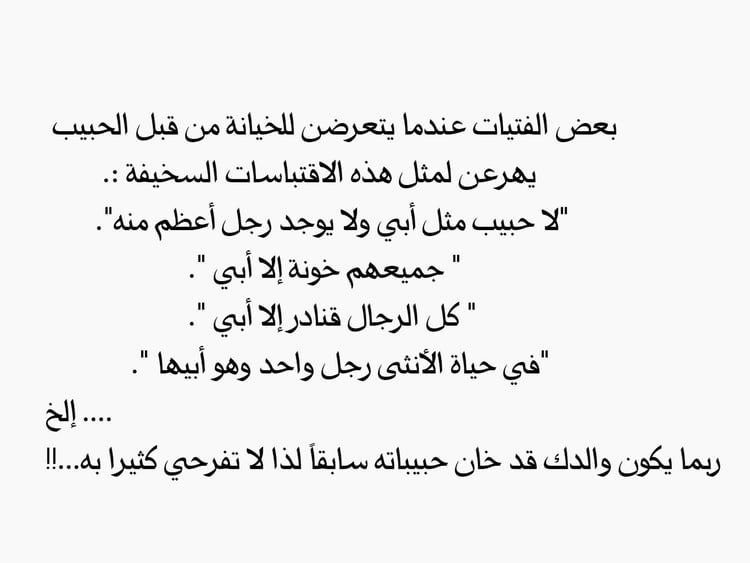 بعض الفتيات عندما يتعرضن للخيانة من قبل الحبيب
يهرعن لمثل هذه الاقتباسات السخيفة :.
"لا حبيب مثل أبي ولا يوجد رجل أعظم منه".
" جميعهم خونة إلا أبي ".
" كل الرجال قنادر إلا أبي ".
"في حياة الأنثى رجل واحد وهو أبيها ".
.... إلخ
ربما يكون والدك قد خان حبيباته سابقاً لذا لا تفرحي كثيرا به...!!